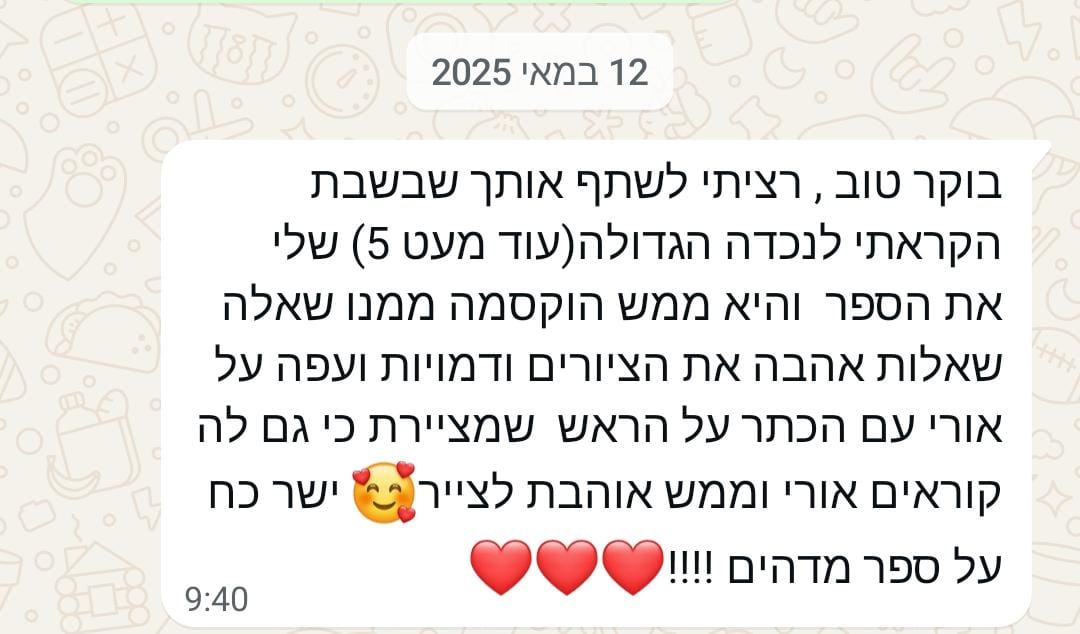 12 במאי 2025
בוקר טוב , רציתי לשתף אותך שבשבת
הקראתי לנכדה הגדולה(עוד מעט 5) שלי
את הספר  והיא ממש הוקסמה ממנו שאלה
שאלות אהבה את הציורים ודמויות ועפה על
אורי עם הכתר על הראש  שמציירת כי גם לה
קוראים אורי וממש אוהבת לצייר🥰 ישר כח
על ספר מדהים !!!!❤️❤️❤️
9:40